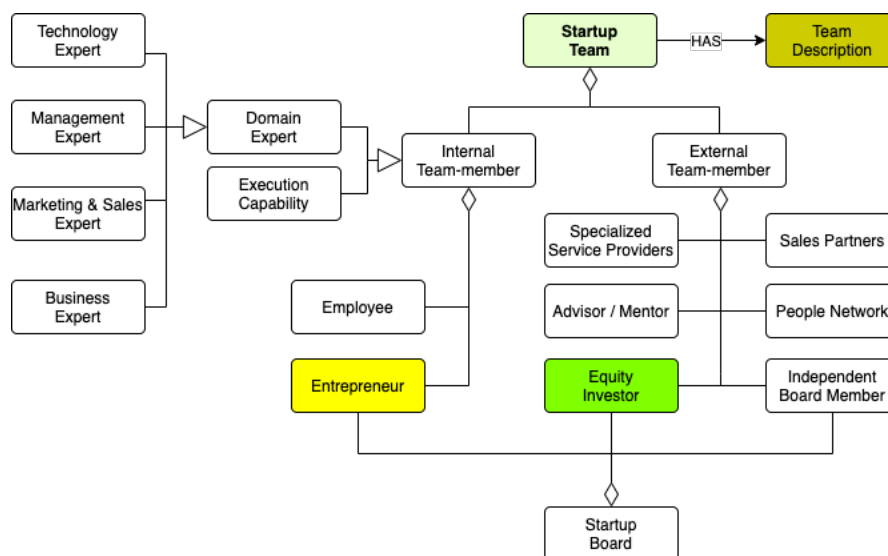 Technology
Expert
Startup
Team
HAS
Team
Description
Management
Expert
Domain
Expert
Internal
Team-member
External
Team-member
Execution
Capability
Marketing & Sales
Expert
Specialized
Service Providers
Sales Partners
Business
Expert
Employee
Advisor / Mentor
People Network
Entrepreneur
Equity
Investor
Independent
Board Member
Startup
Board